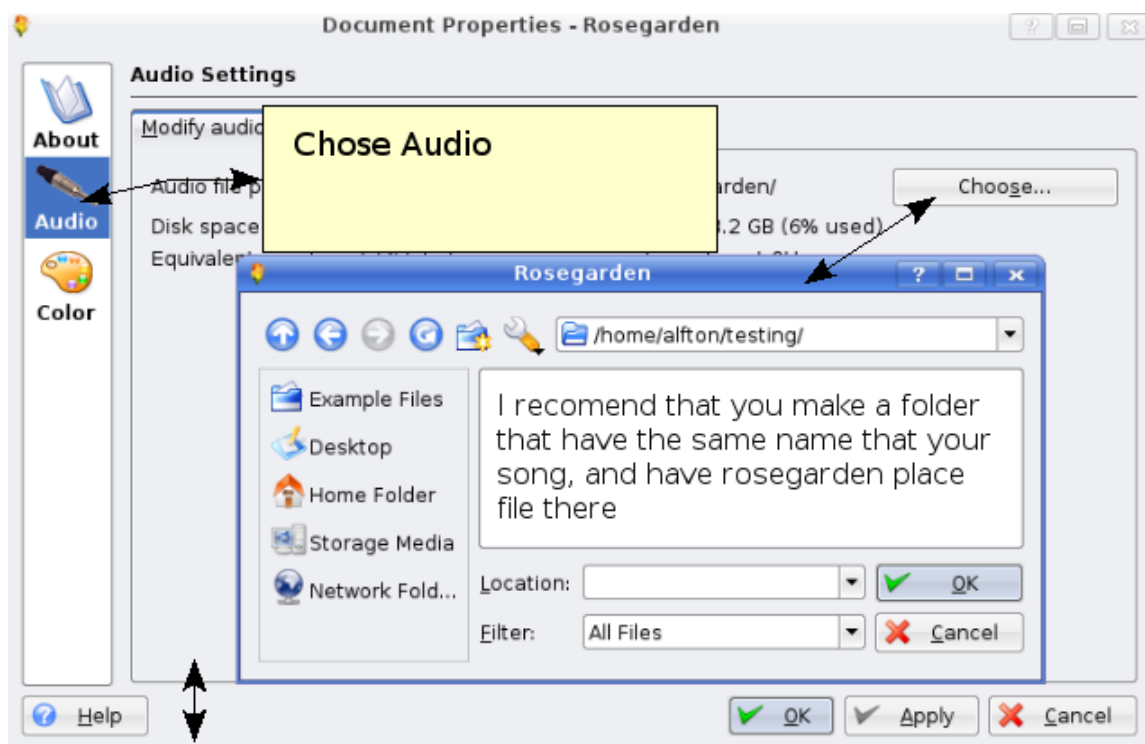 Document Properties - Rosegarden
Audio Settings
About
Audio
Color
Modify audio
Chose Audio
Audio file p
arden/
Choose...
Disk space
.2 GB (6% used)
Rosegarden
/home/alfton/testing/
Example Files
Desktop
Home Folder
Storage Media
Network Fold...
I recomend that you make a folder
that have the same name that your
song, and have rosegarden place
file there
Location:
OK
Filter:
All Files
Cancel
Help
OK
Apply
Cancel